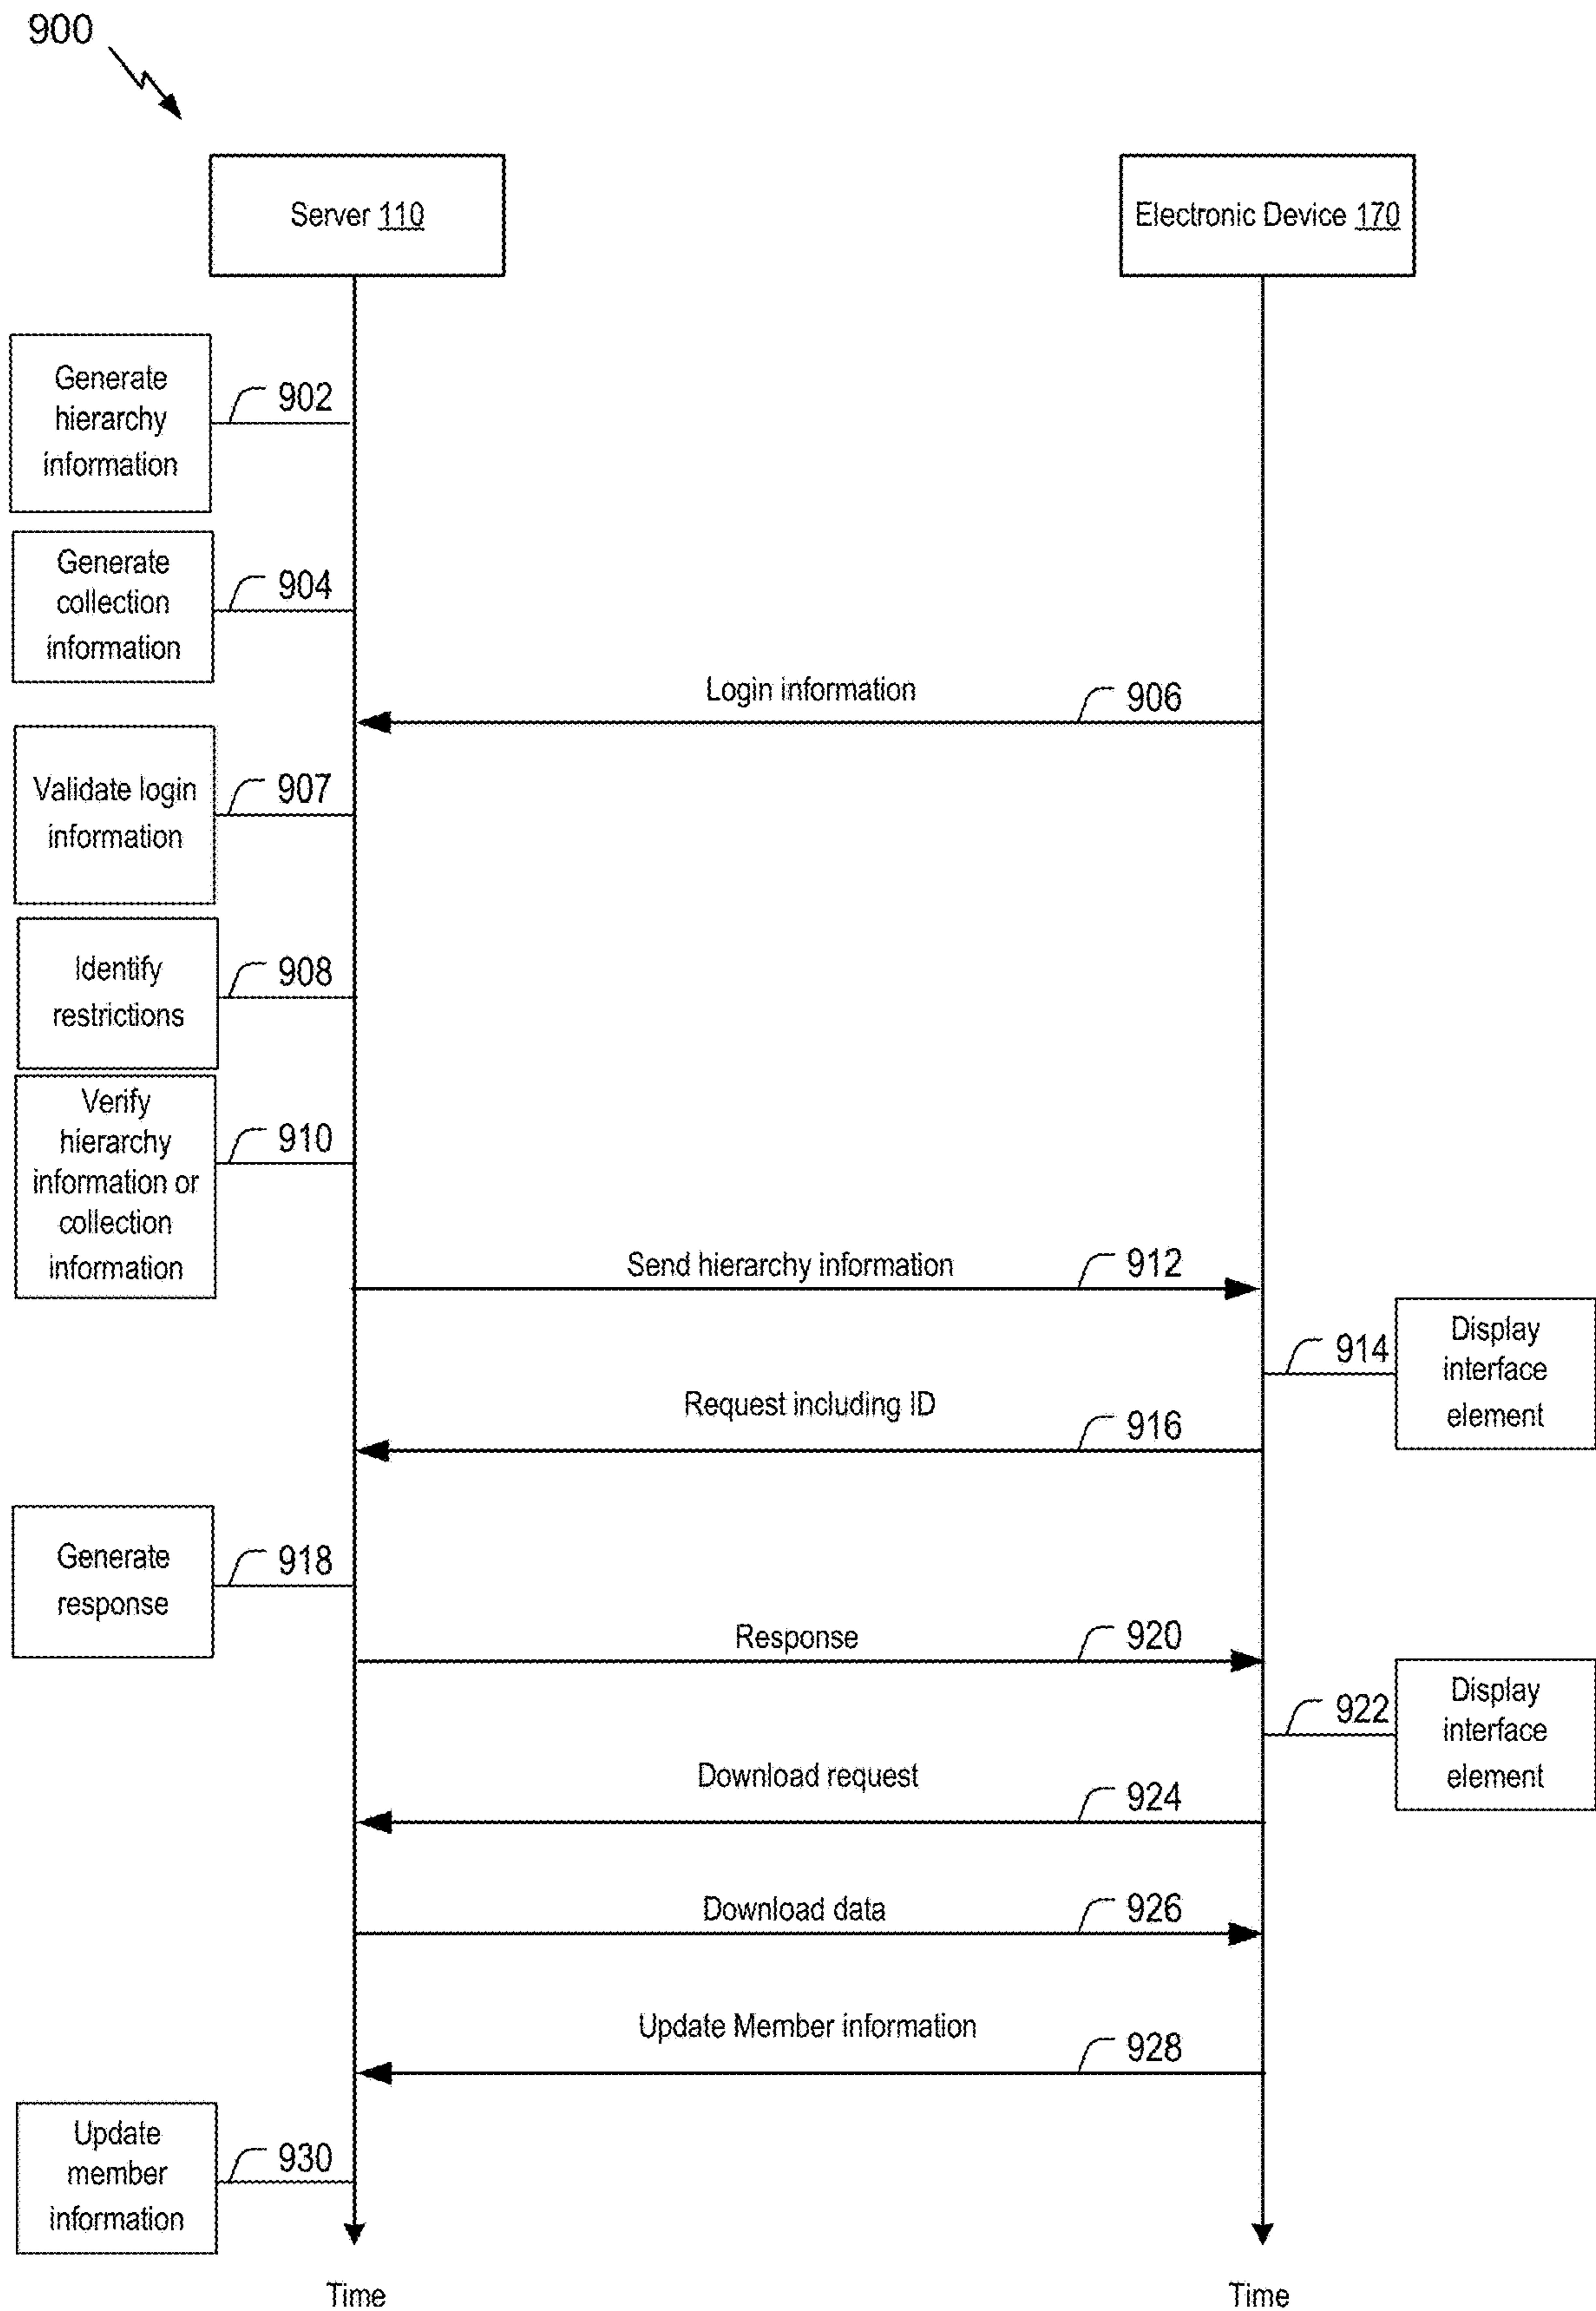 900
Server 110
Electronic Device 170
Generate
hierarchy
information
902
Generate
collection
information
904
Login information
906
Validate login
information
907
Identify
restrictions
908
Verify
hierarchy
information or
collection
information
910
Send hierarchy information
912
Display
interface
element
914
Request including ID
916
Generate
response
918
Response
920
Display
interface
element
922
Download request
924
Download data
926
Update Member information
928
Update
member
information
930
Time
Time